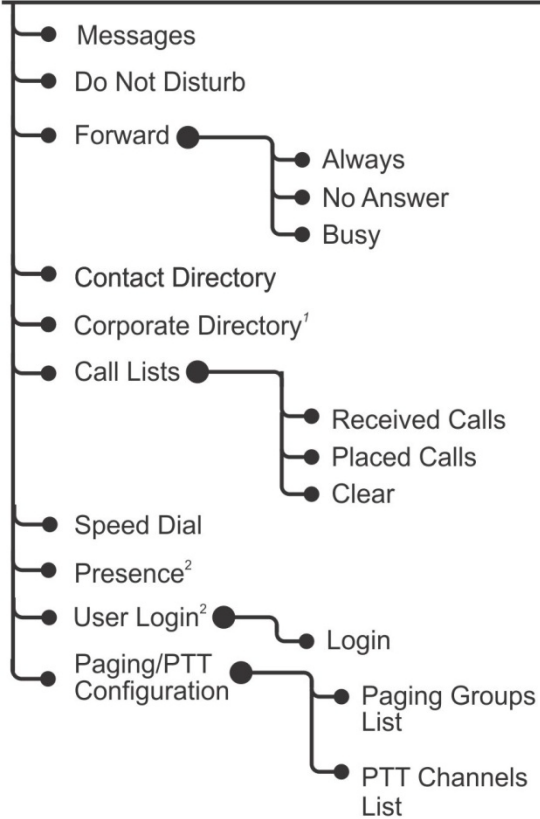 Messages
Do Not Disturb
Forward
Always
No Answer
Busy
Contact Directory
Corporate Directory¹
Call Lists
Received Calls
Placed Calls
Clear
Speed Dial
Presence²
User Login²
Login
Paging/PTT
Configuration
Paging Groups
List
PTT Channels
List